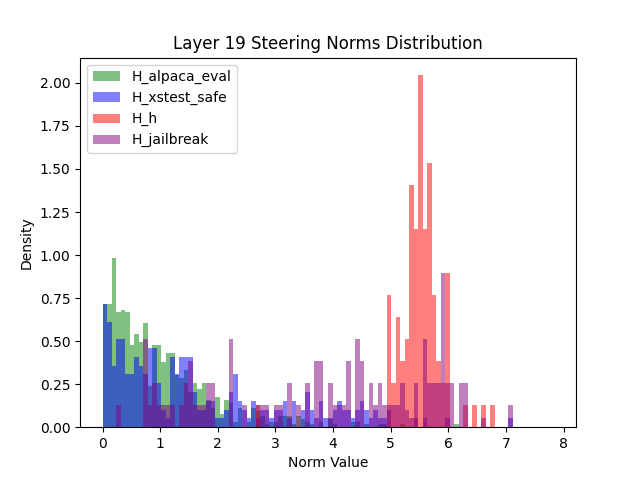 Layer 19 Steering Norms Distribution
H_alpaca_eval
H_xstest_safe
H_h
H_jailbreak
2.00
1.75
1.50
1.25
1.00
0.75
0.50
0.25
0.00
Density
0 1 2 3 4 5 6 7 8
Norm Value